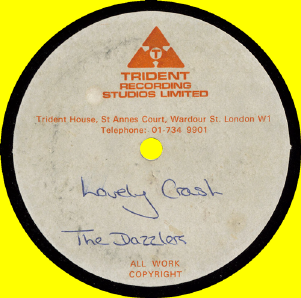 T
TRIDENT
RECORDING
STUDIOS LIMITED
Trident House, St Annes Court, Wardour St. London W1
Telephone: 01-734 9901
Lovely Crash
The Dazzlers
ALL WORK
COPYRIGHT